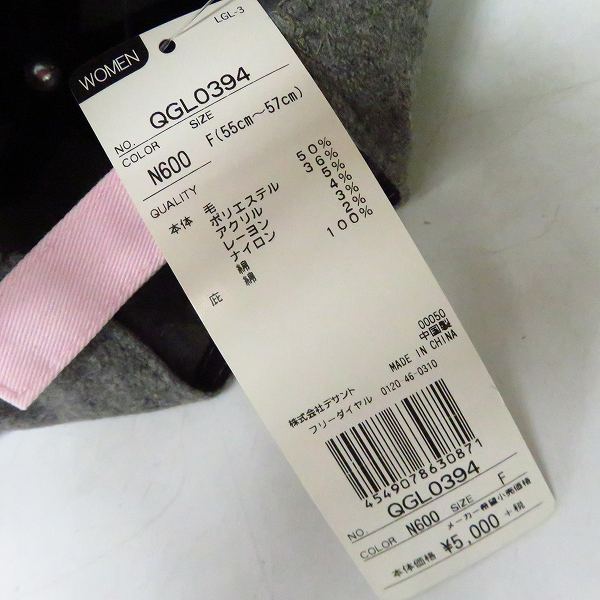 LGL-3
WOMEN
NO. QGL0394
COLOR SIZE
N600 F(55cm〜57cm)
QUALITY
本体 毛 50%
ポリエステル 36%
アクリル 5%
レーヨン 4%
ナイロン 3%
綿 2%
庇 綿 100%
00050
中国製
MADE IN CHINA
株式会社デサント
フリーダイヤル 0120-46-0310
4549078630871
NO. QGL0394
COLOR N600 SIZE F
メーカー希望小売価格
本体価格 ¥5,000 +税